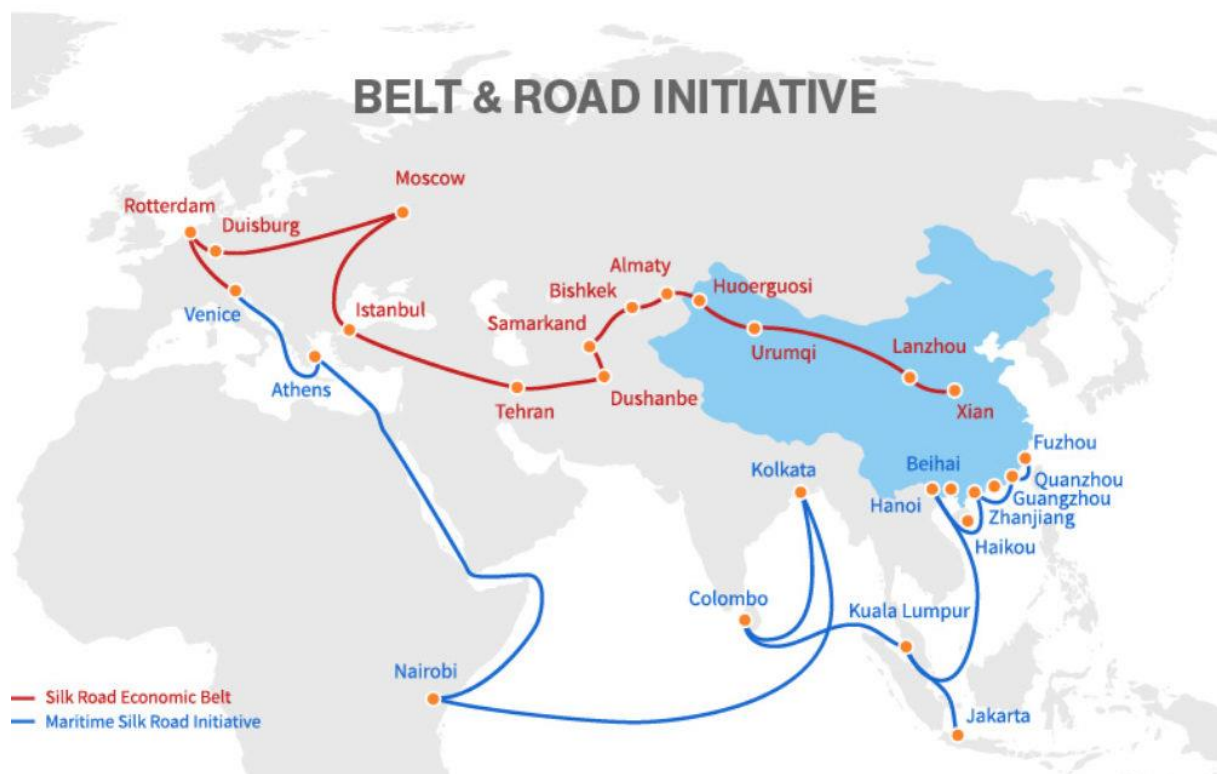 BELT & ROAD INITIATIVE
Moscow
Rotterdam
Duisburg
Almaty
Huoerguosi
Bishkek
Venice
Istanbul
Samarkand
Urumqi
Lanzhou
Athens
Tehran
Dushanbe
Xian
Fuzhou
Kolkata
Beihai
Quanzhou
Hanoi
Guangzhou
Zhanjiang
Haikou
Colombo
Kuala Lumpur
Nairobi
Silk Road Economic Belt
Maritime Silk Road Initiative
Jakarta